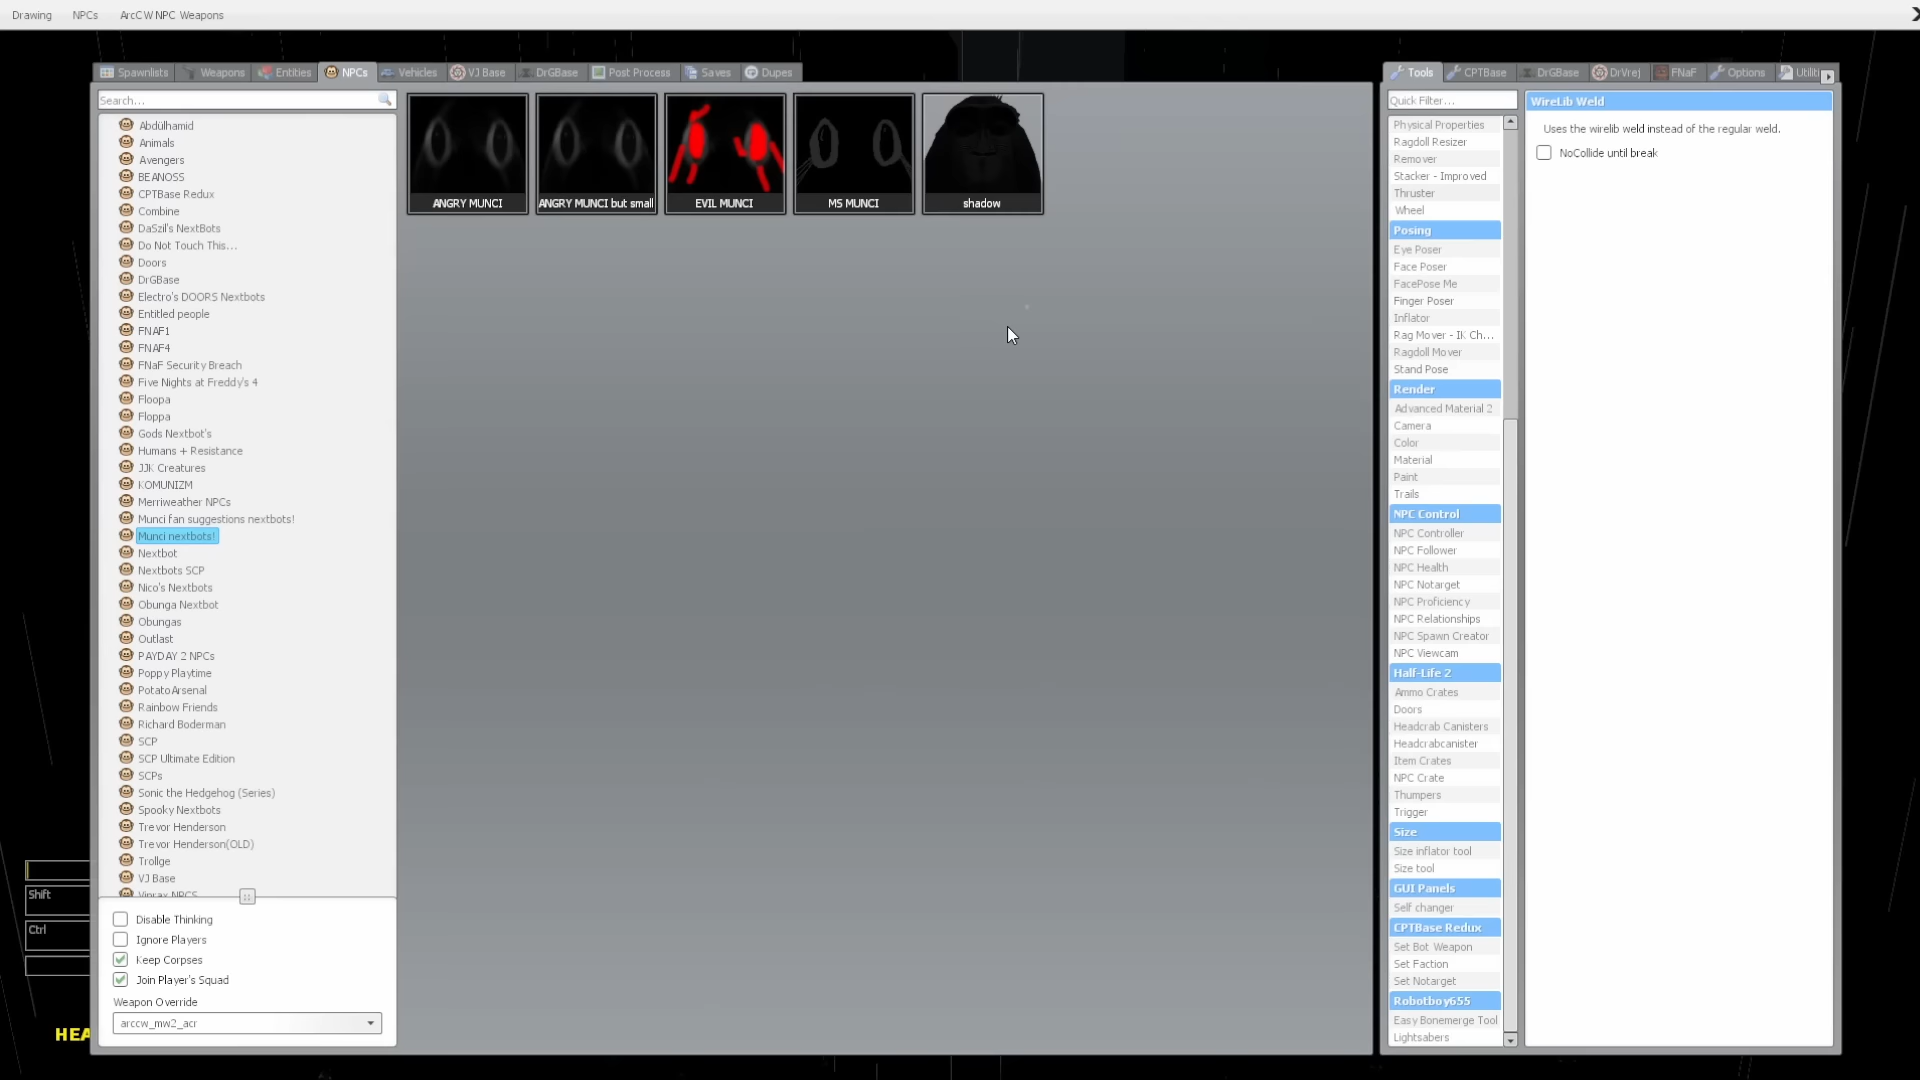 Drawing
NPCs
ArcCW NPC Weapons
Spawnlists
Weapons
Entities
NPCs
Vehicles
VJ Base
DrGBase
Post Process
Saves
Dupes
Search...
Abdülhamid
Animals
Avengers
BEANOSS
CPTBase Redux
Combine
DaSzil's NextBots
Do Not Touch This...
Doors
DrGBase
Electro's DOORS Nextbots
Entitled people
FNAF1
FNAF4
FNaF Security Breach
Five Nights at Freddy's 4
Floopa
Floppa
Gods Nextbot's
Humans + Resistance
JJK Creatures
KOMUNIZM
Merriweather NPCs
Munci fan suggestions nextbots!
Munci nextbots!
Nextbot
Nextbots SCP
Nico's Nextbots
Obunga Nextbot
Obungas
Outlast
PAYDAY 2 NPCs
Poppy Playtime
PotatoArsenal
Rainbow Friends
Richard Boderman
SCP
SCP Ultimate Edition
SCPs
Sonic the Hedgehog (Series)
Spooky Nextbots
Trevor Henderson
Trevor Henderson(OLD)
Trollge
VJ Base
Disable Thinking
Ignore Players
Keep Corpses
Join Player's Squad
Weapon Override
arccw_mw2_acr
Shift
Ctrl
HEA
ANGRY MUNCI
ANGRY MUNCI but small
EVIL MUNCI
MS MUNCI
shadow
Tools
CPTBase
DrGBase
DrVrej
FNaF
Options
Utiliti
Quick Filter...
Physical Properties
Ragdoll Resizer
Remover
Stacker - Improved
Thruster
Wheel
Posing
Eye Poser
Face Poser
FacePose Me
Finger Poser
Inflator
Rag Mover - IK Ch...
Ragdoll Mover
Stand Pose
Render
Advanced Material 2
Camera
Color
Material
Paint
Trails
NPC Control
NPC Controller
NPC Follower
NPC Health
NPC Notarget
NPC Proficiency
NPC Relationships
NPC Spawn Creator
NPC Viewcam
Half-Life 2
Ammo Crates
Doors
Headcrab Canisters
Headcrabcanister
Item Crates
NPC Crate
Thumpers
Trigger
Size
Size inflator tool
Size tool
GUI Panels
Self changer
CPTBase Redux
Set Bot Weapon
Set Faction
Set Notarget
Robotboy655
Easy Bonemerge Tool
Lightsabers
WireLib Weld
Uses the wirelib weld instead of the regular weld.
NoCollide until break